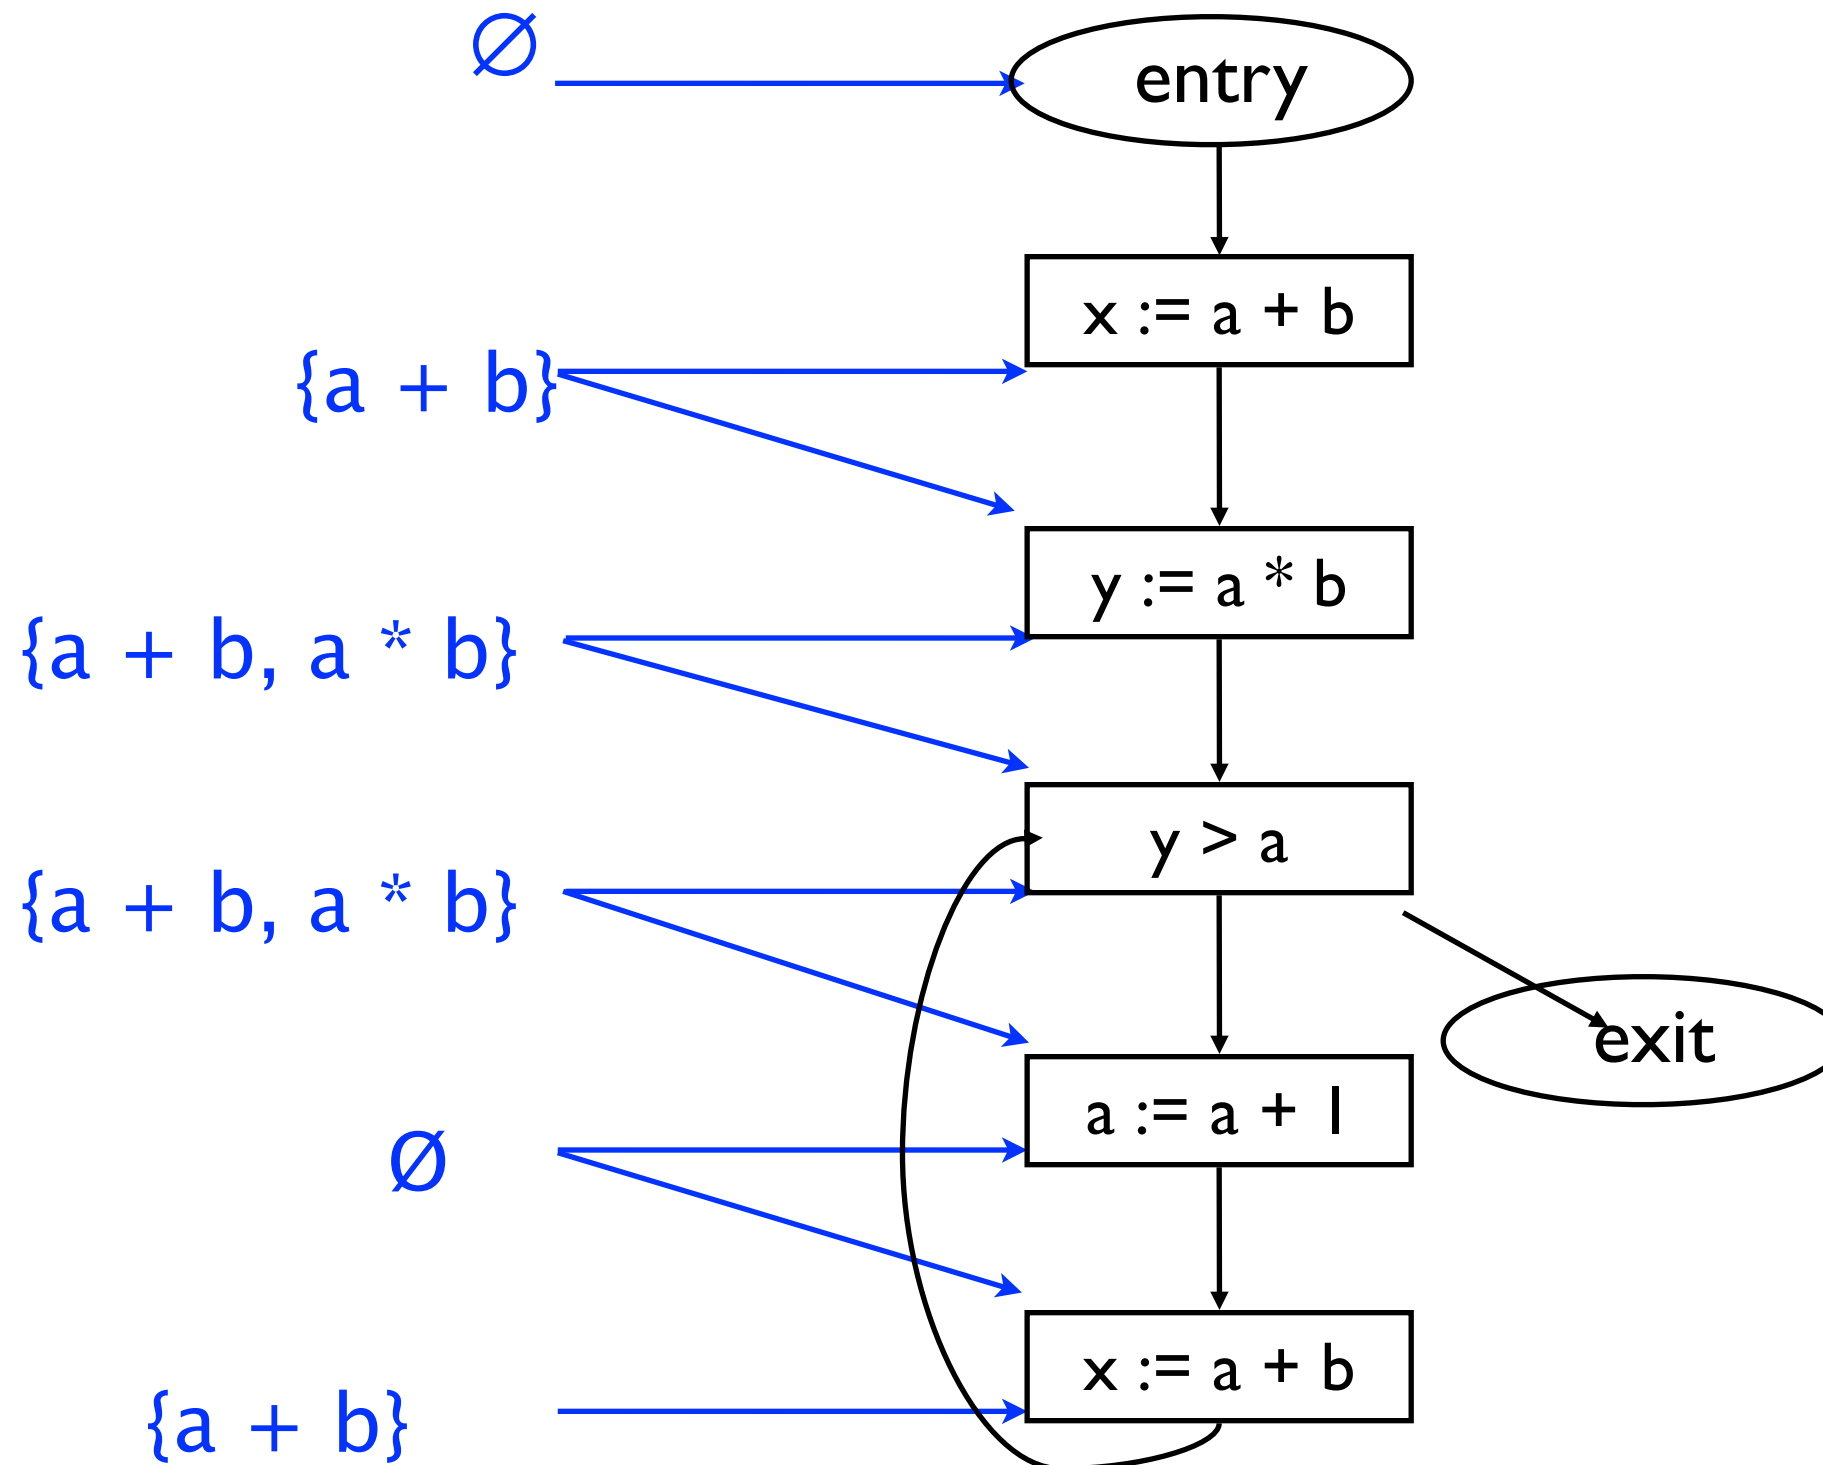 ∅
entry
x := a + b
{a + b}
y := a * b
{a + b, a * b}
y > a
{a + b, a * b}
exit
a := a + 1
Ø
x := a + b
{a + b}